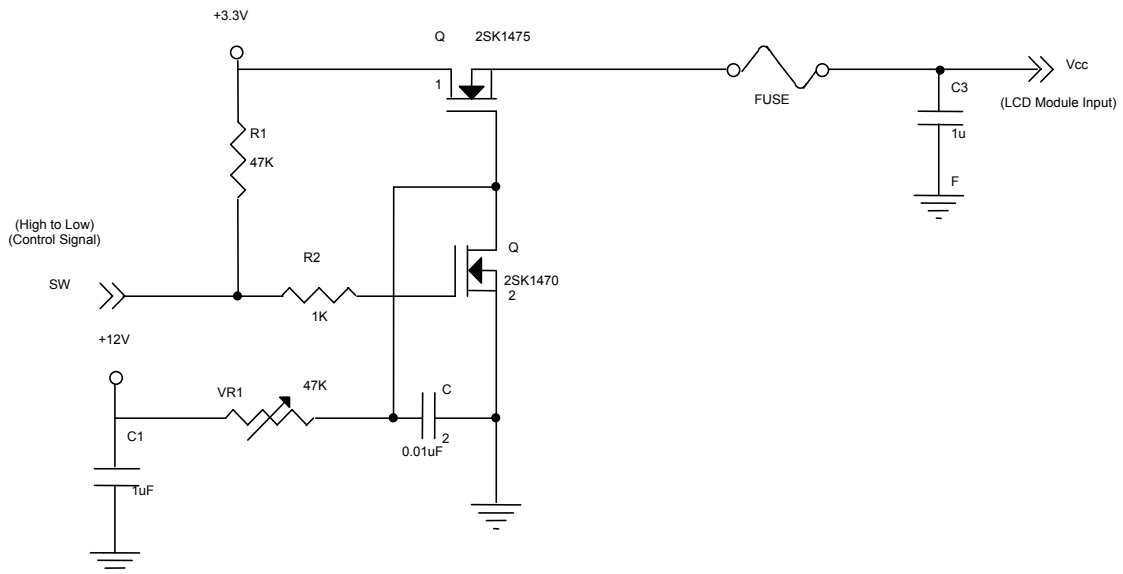 +3.3V
Q
2SK1475
1
FUSE
Vcc
(LCD Module Input)
C3
1u
F
R1
47K
(High to Low)
(Control Signal)
SW
R2
1K
Q
2SK1470
2
+12V
VR1
47K
C
2
0.01uF
C1
1uF